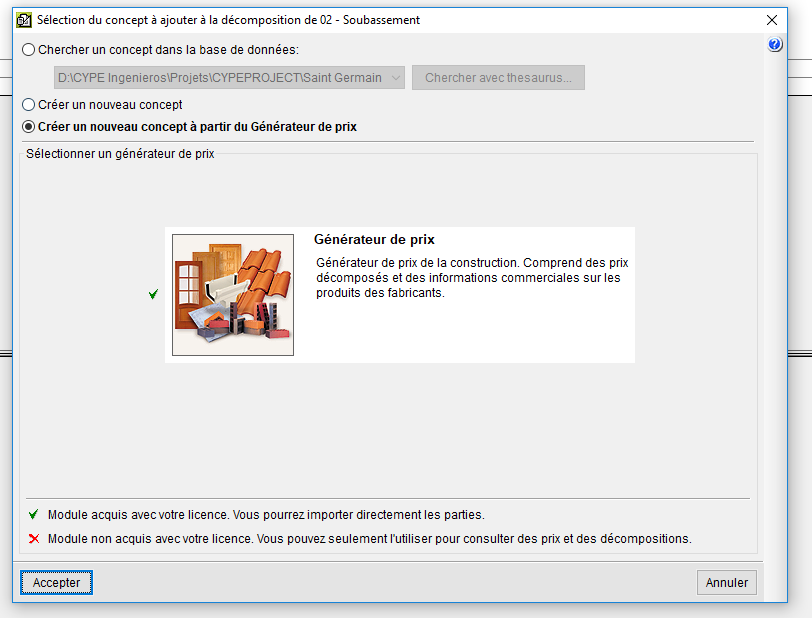 Sélection du concept à ajouter à la décomposition de 02 - Soubassement
Chercher un concept dans la base de données:
D:\CYPE Ingenieros\Projets\CYPEPROJECT\Saint Germain
Chercher avec thesaurus...
Créer un nouveau concept
Créer un nouveau concept à partir du Générateur de prix
Sélectionner un générateur de prix
Générateur de prix
Générateur de prix de la construction. Comprend des prix
décomposés et des informations commerciales sur les
produits des fabricants.
Module acquis avec votre licence. Vous pourrez importer directement les parties.
Module non acquis avec votre licence. Vous pouvez seulement l'utiliser pour consulter des prix et des décompositions.
Accepter
Annuler